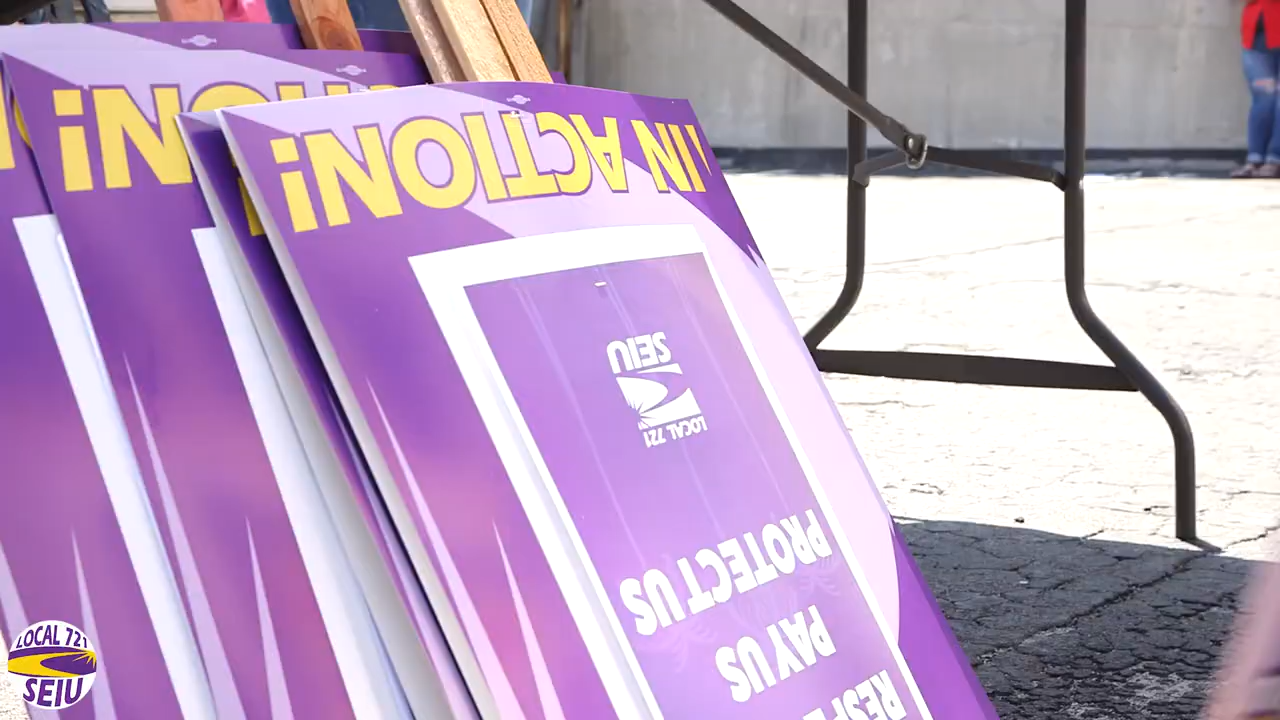 IN ACTION!
SEIU
LOCAL 721
PROTECT US
PAY US
LOCAL 721
SEIU